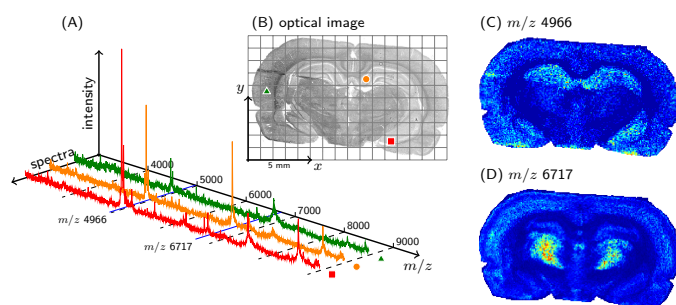 (A)
(B) optical image
(C) m/z 4966
intensity
y
spectra
4000
5 mm
x
5000
m/z 4966
6000
(D) m/z 6717
7000
m/z 6717
8000
9000
m/z